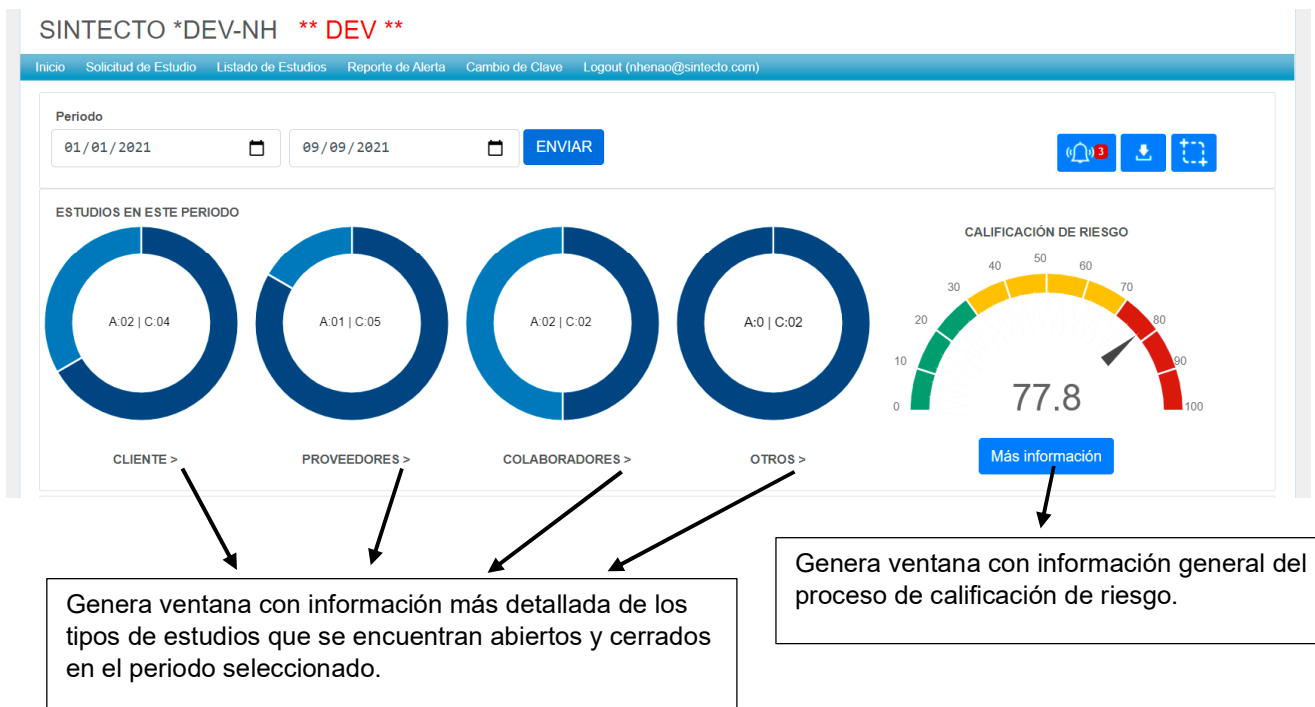 SINTECTO *DEV-NH ** DEV **
Inicio Solicitud de Estudio Listado de Estudios Reporte de Alerta Cambio de Clave Logout (nhenao@sintecto.com)
Periodo
01/01/2021 09/09/2021 ENVIAR
3
ESTUDIOS EN ESTE PERIODO
A:02 | C:04
A:01 | C:05
A:02 | C:02
A:0 | C:02
CLIENTE >
PROVEEDORES >
COLABORADORES >
OTROS >
CALIFICACIÓN DE RIESGO
0
10
20
30
40
50
60
70
80
90
100
77.8
Más información
Genera ventana con información más detallada de los
tipos de estudios que se encuentran abiertos y cerrados
en el periodo seleccionado.
Genera ventana con información general del
proceso de calificación de riesgo.